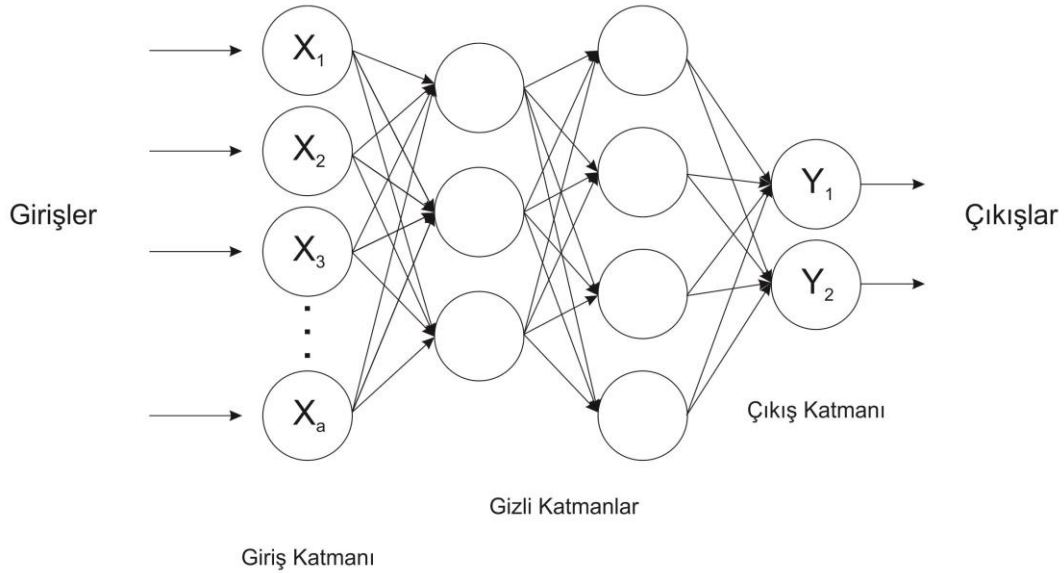 Girişler
X₁
X₂
X₃
Xₐ
Y₁
Y₂
Çıkışlar
Çıkış Katmanı
Gizli Katmanlar
Giriş Katmanı